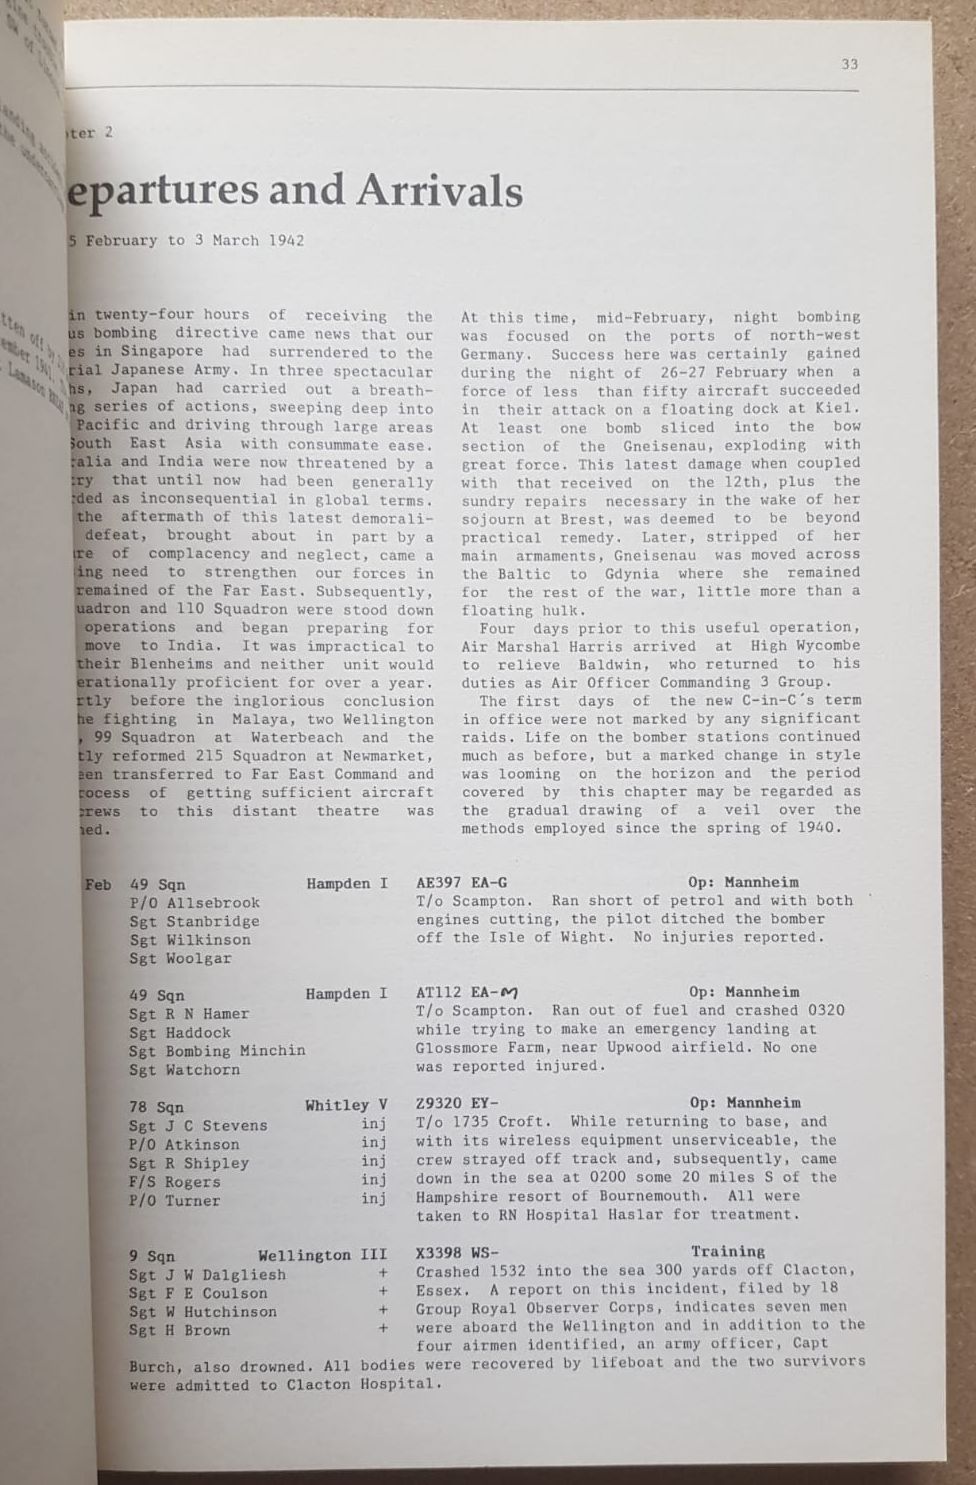 33
ter 2
epartures and Arrivals
5 February to 3 March 1942
in twenty-four hours of receiving the
us bombing directive came news that our
es in Singapore had surrendered to the
rial Japanese Army. In three spectacular
hs, Japan had carried out a breath-
ng series of actions, sweeping deep into
Pacific and driving through large areas
South East Asia with consummate ease.
alia and India were now threatened by a
ry that until now had been generally
ded as inconsequential in global terms.
the aftermath of this latest demorali-
defeat, brought about in part by a
re of complacency and neglect, came a
ing need to strengthen our forces in
remained of the Far East. Subsequently,
uadron and 110 Squadron were stood down
operations and began preparing for
move to India. It was impractical to
their Blenheims and neither unit would
erationally proficient for over a year.
rtly before the inglorious conclusion
he fighting in Malaya, two Wellington
, 99 Squadron at Waterbeach and the
tly reformed 215 Squadron at Newmarket,
een transferred to Far East Command and
rocess of getting sufficient aircraft
crews to this distant theatre was
ned.
At this time, mid-February, night bombing
was focused on the ports of north-west
Germany. Success here was certainly gained
during the night of 26-27 February when a
force of less than fifty aircraft succeeded
in their attack on a floating dock at Kiel.
At least one bomb sliced into the bow
section of the Gneisenau, exploding with
great force. This latest damage when coupled
with that received on the 12th, plus the
sundry repairs necessary in the wake of her
sojourn at Brest, was deemed to be beyond
practical remedy. Later, stripped of her
main armaments, Gneisenau was moved across
the Baltic to Gdynia where she remained
for the rest of the war, little more than a
floating hulk.
Four days prior to this useful operation,
Air Marshal Harris arrived at High Wycombe
to relieve Baldwin, who returned to his
duties as Air Officer Commanding 3 Group.
The first days of the new C-in-C's term
in office were not marked by any significant
raids. Life on the bomber stations continued
much as before, but a marked change in style
was looming on the horizon and the period
covered by this chapter may be regarded as
the gradual drawing of a veil over the
methods employed since the spring of 1940.
Feb 49 Sqn Hampden I AE397 EA-G Op: Mannheim
P/O Allsebrook T/o Scampton. Ran short of petrol and with both
Sgt Stanbridge engines cutting, the pilot ditched the bomber
Sgt Wilkinson off the Isle of Wight. No injuries reported.
Sgt Woolgar
49 Sqn Hampden I AT112 EA-M Op: Mannheim
Sgt R N Hamer T/o Scampton. Ran out of fuel and crashed 0320
Sgt Haddock while trying to make an emergency landing at
Sgt Bombing Minchin Glossmore Farm, near Upwood airfield. No one
Sgt Watchorn was reported injured.
78 Sqn Whitley V Z9320 EY- Op: Mannheim
Sgt J C Stevens inj T/o 1735 Croft. While returning to base, and
P/O Atkinson inj with its wireless equipment unserviceable, the
Sgt R Shipley inj crew strayed off track and, subsequently, came
F/S Rogers inj down in the sea at 0200 some 20 miles S of the
P/O Turner inj Hampshire resort of Bournemouth. All were
taken to RN Hospital Haslar for treatment.
9 Sqn Wellington III X3398 WS- Training
Sgt J W Dalgliesh + Crashed 1532 into the sea 300 yards off Clacton,
Sgt F E Coulson + Essex. A report on this incident, filed by 18
Sgt W Hutchinson + Group Royal Observer Corps, indicates seven men
Sgt H Brown + were aboard the Wellington and in addition to the
four airmen identified, an army officer, Capt
Burch, also drowned. All bodies were recovered by lifeboat and the two survivors
were admitted to Clacton Hospital.